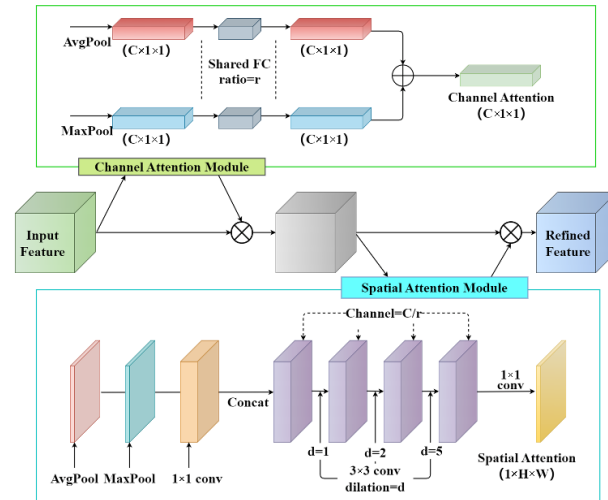 AvgPool
(C×1×1)
(C×1×1)
Shared FC
ratio=r
Channel Attention
(C×1×1)
MaxPool
(C×1×1)
(C×1×1)
Channel Attention Module
Input
Feature
Refined
Feature
Spatial Attention Module
Channel=C/r
1×1
conv
Concat
d=1
d=2
d=5
AvgPool
MaxPool
1×1 conv
3×3 conv
dilation=d
Spatial Attention
(1×H×W)